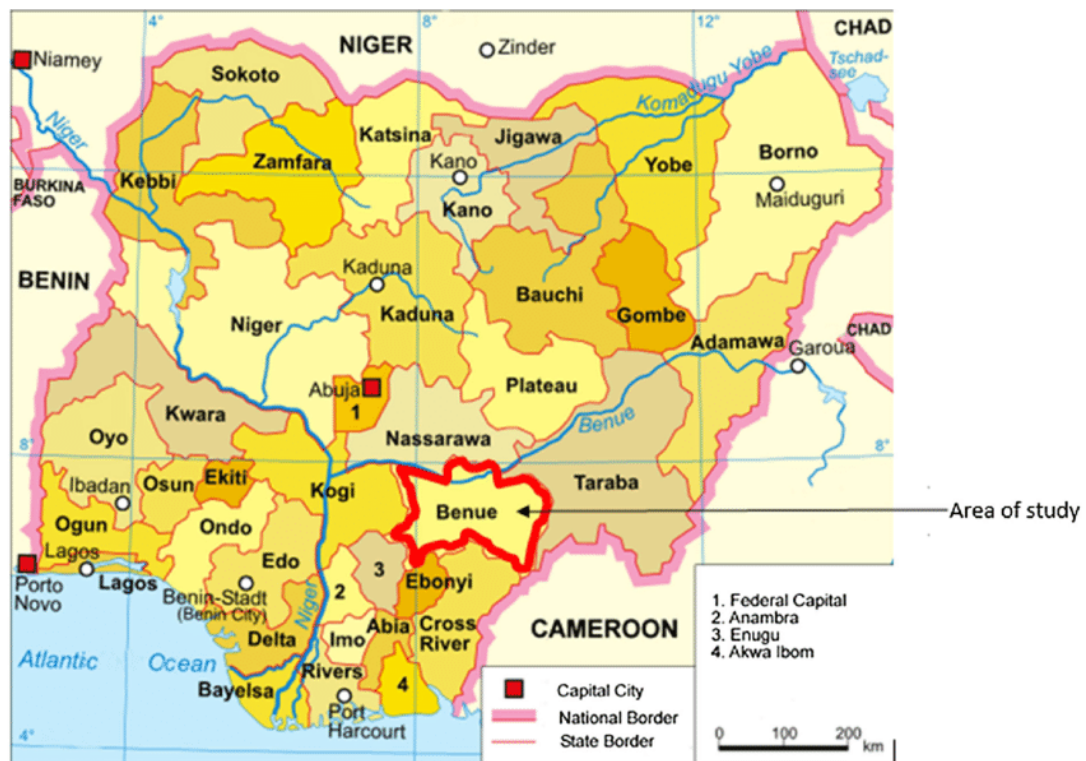 4°
8°
12°
CHAD
NIGER
Zinder
Niamey
Tschad-
see
Sokoto
Komadugu Yobe
Niger
Katsina
Jigawa
Zamfara
Kano
Yobe
Borno
Kebbi
BURKINA
FASO
Kano
Maiduguri
BENIN
Kaduna
Bauchi
Niger
Kaduna
Gombe
CHAD
Adamawa
Garoua
Abuja
1
Plateau
Kwara
Benue
Oyo
Nassarawa
8°
8°
Ibadan
Osun
Ekiti
Kogi
Taraba
Benue
Area of study
Ogun
Ondo
Lagos
Edo
3
Porto
Novo
Lagos
Ebonyi
Benin-Stadt
(Benin City)
Niger
2
1. Federal Capital
2. Anambra
3. Enugu
4. Akwa Ibom
Delta
Imo
Abia
Cross
River
CAMEROON
Atlantic Ocean
Rivers
Bayelsa
4
Port
Harcourt
Capital City
National Border
State Border
4°
0 100 200
km